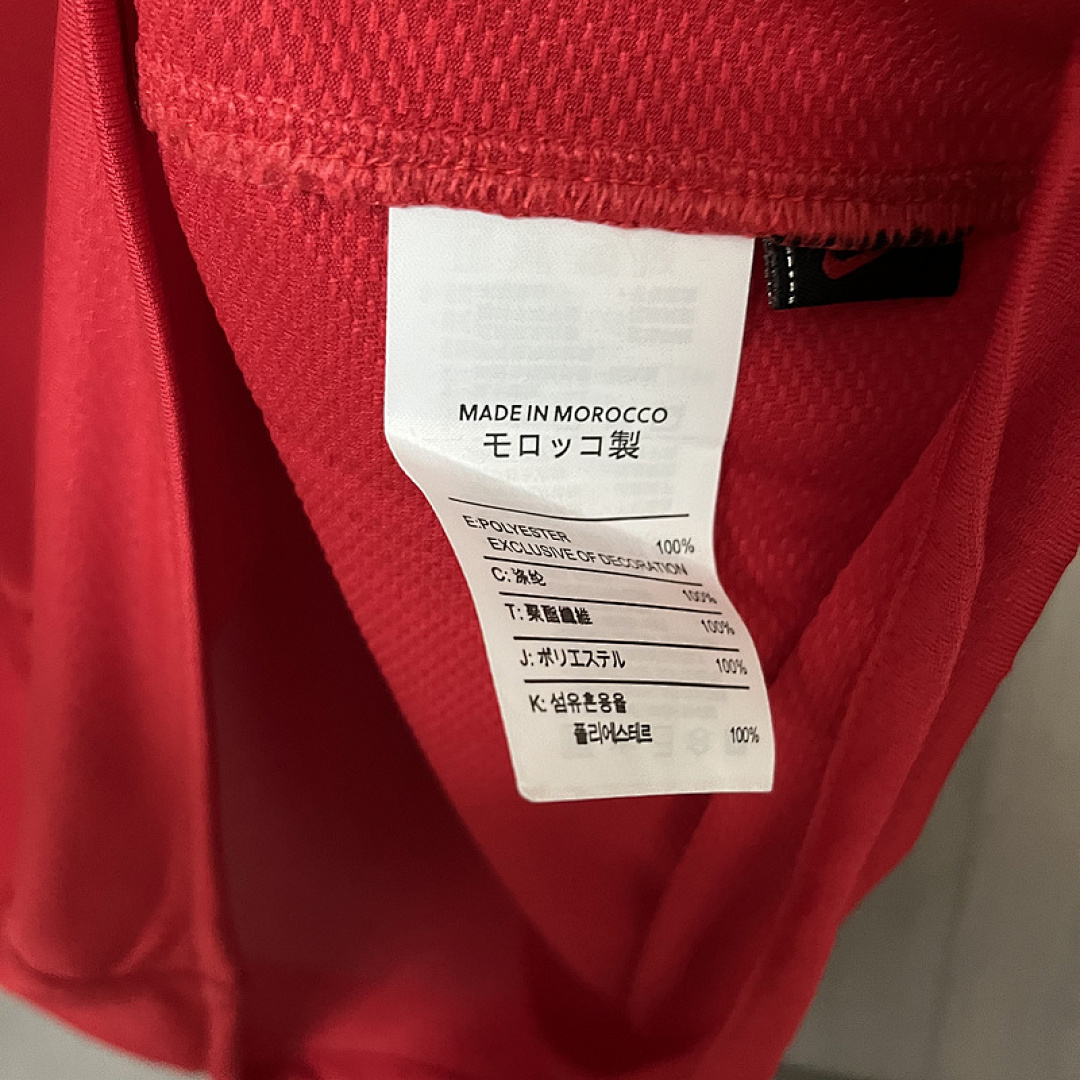 MADE IN MOROCCO
モロッコ製
E:POLYESTER 100%
EXCLUSIVE OF DECORATION
C:涤纶 100%
T:聚酯纖維 100%
J:ポリエステル 100%
K:섬유혼용율
폴리에스테르 100%